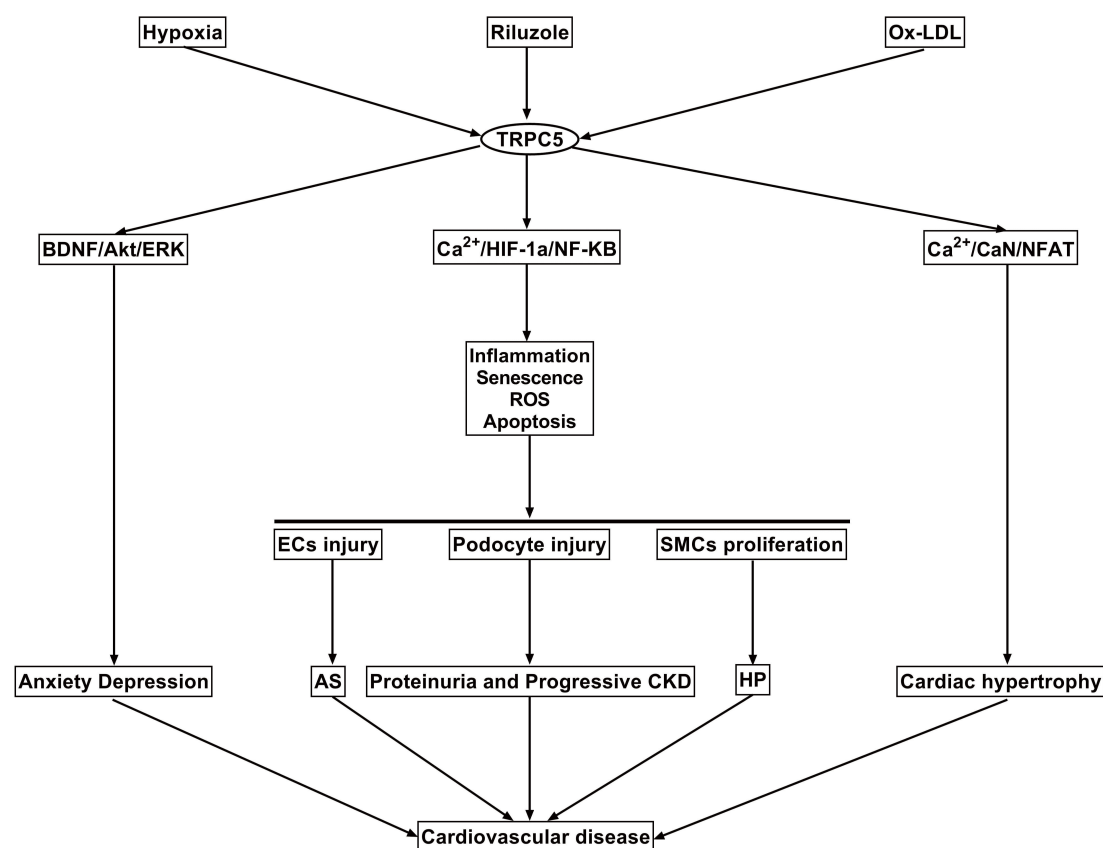 Hypoxia
Riluzole
Ox-LDL
TRPC5
BDNF/Akt/ERK
Ca²⁺/HIF-1a/NF-KB
Ca²⁺/CaN/NFAT
Inflammation
Senescence
ROS
Apoptosis
ECs injury
Podocyte injury
SMCs proliferation
Anxiety Depression
AS
Proteinuria and Progressive CKD
HP
Cardiac hypertrophy
Cardiovascular disease